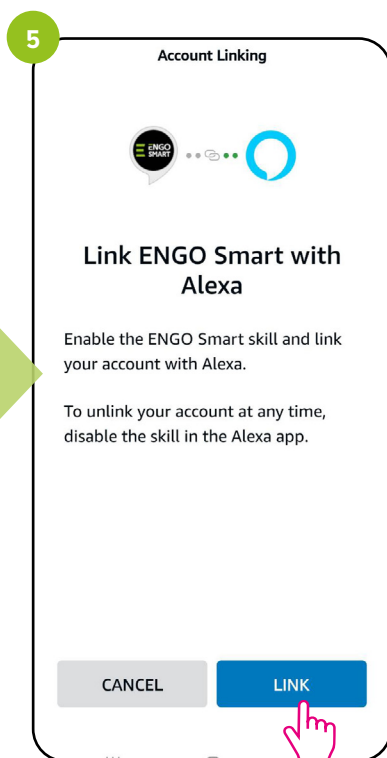 5
Account Linking
ENGO
SMART
Link ENGO Smart with
Alexa
Enable the ENGO Smart skill and link
your account with Alexa.
To unlink your account at any time,
disable the skill in the Alexa app.
CANCEL
LINK